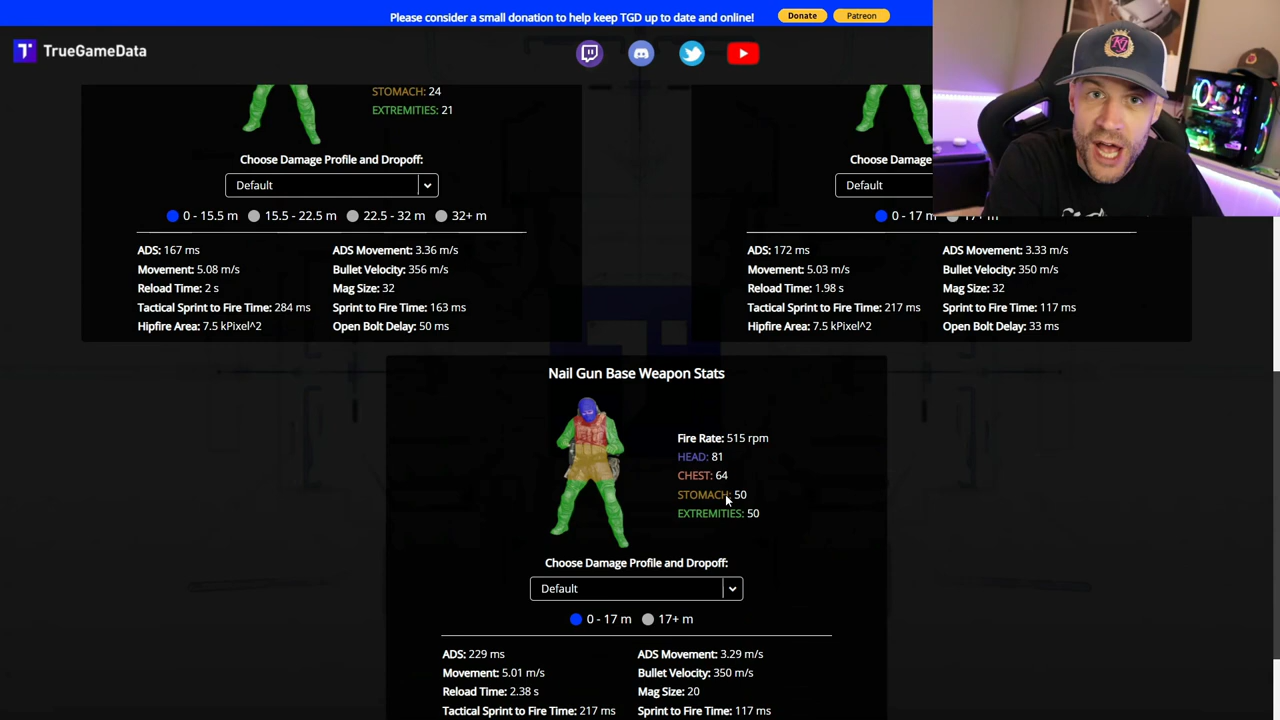 Please consider a small donation to help keep TGD up to date and online!
Donate
Patreon
TrueGameData
STOMACH: 24
EXTREMITIES: 21
Choose Damage Profile and Dropoff:
Default
0 - 15.5 m
15.5 - 22.5 m
22.5 - 32 m
32+ m
ADS: 167 ms
ADS Movement: 3.36 m/s
Movement: 5.08 m/s
Bullet Velocity: 356 m/s
Reload Time: 2 s
Mag Size: 32
Tactical Sprint to Fire Time: 284 ms
Sprint to Fire Time: 163 ms
Hipfire Area: 7.5 kPixel^2
Open Bolt Delay: 50 ms
Choose Damage
Default
0 - 17 m
17+ m
ADS: 172 ms
ADS Movement: 3.33 m/s
Movement: 5.03 m/s
Bullet Velocity: 350 m/s
Reload Time: 1.98 s
Mag Size: 32
Tactical Sprint to Fire Time: 217 ms
Sprint to Fire Time: 117 ms
Hipfire Area: 7.5 kPixel^2
Open Bolt Delay: 33 ms
Nail Gun Base Weapon Stats
Fire Rate: 515 rpm
HEAD: 81
CHEST: 64
STOMACH: 50
EXTREMITIES: 50
Choose Damage Profile and Dropoff:
Default
0 - 17 m
17+ m
ADS: 229 ms
ADS Movement: 3.29 m/s
Movement: 5.01 m/s
Bullet Velocity: 350 m/s
Reload Time: 2.38 s
Mag Size: 20
Tactical Sprint to Fire Time: 217 ms
Sprint to Fire Time: 117 ms